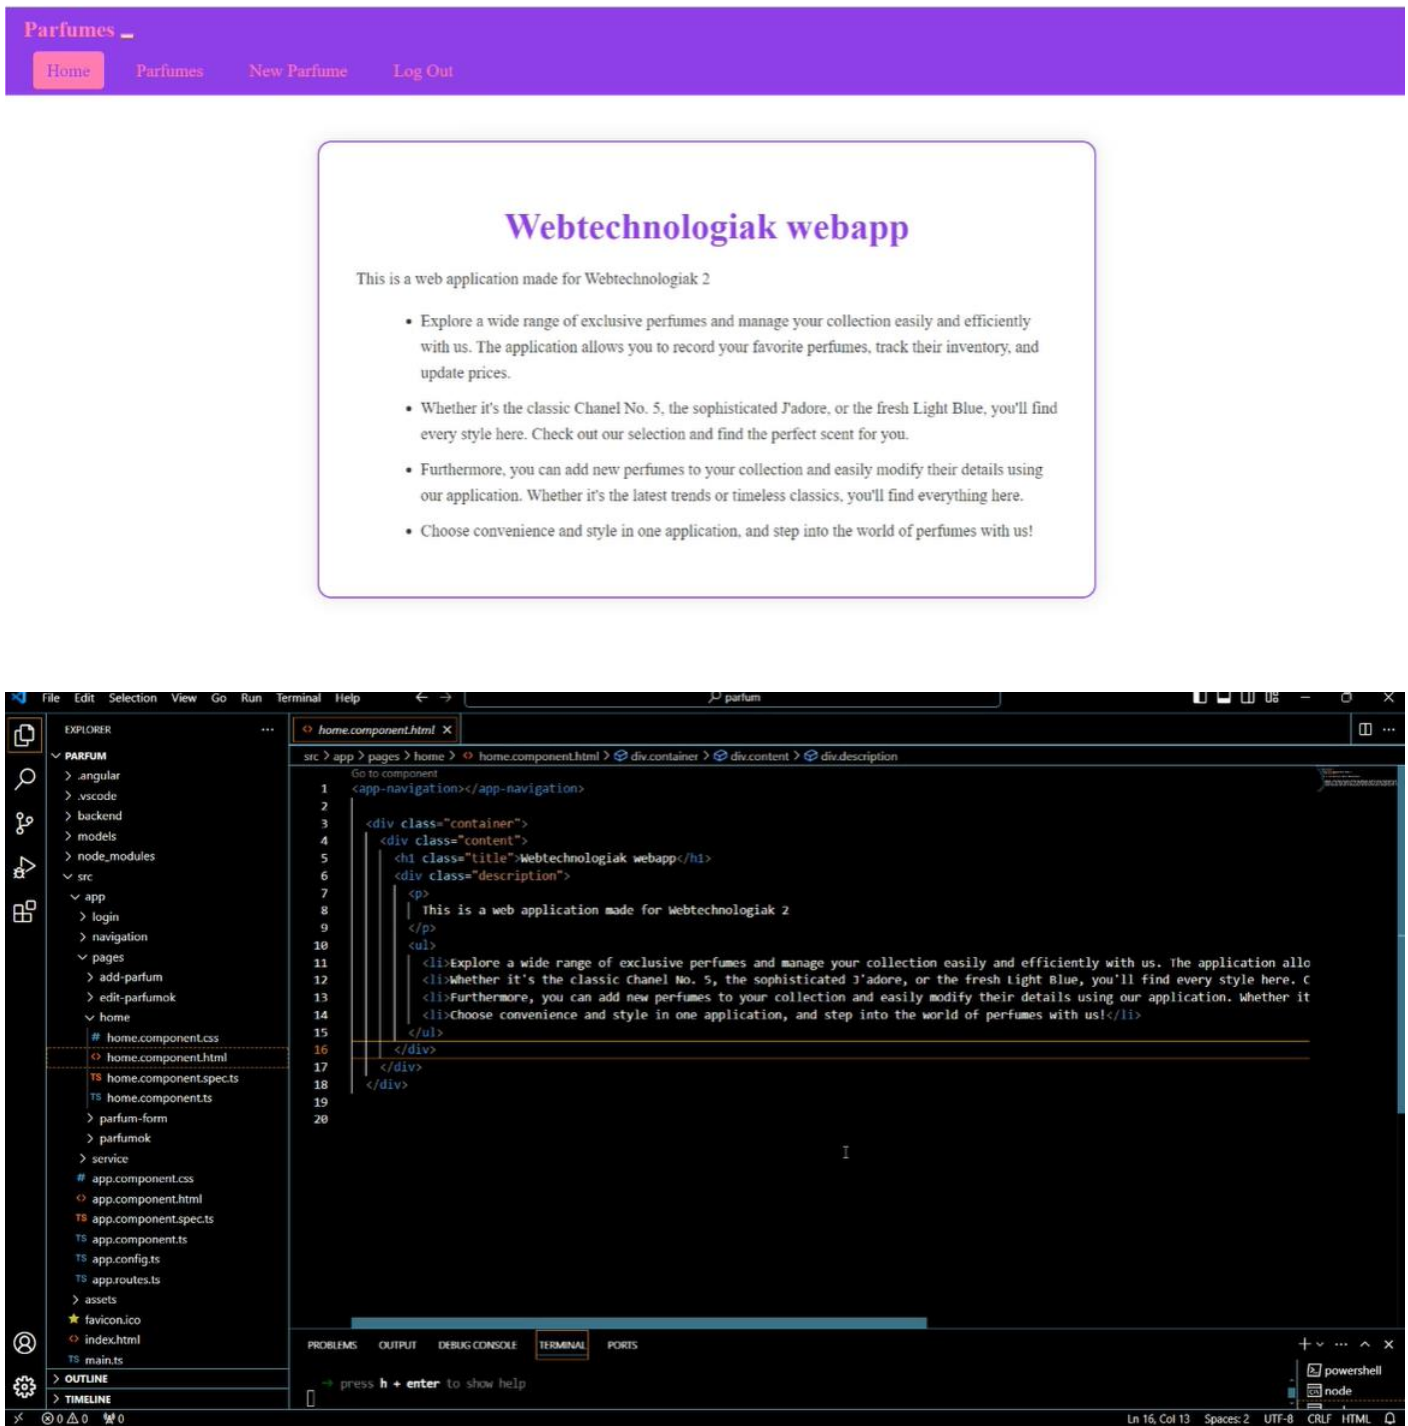 Parfumes
Home Parfumes New Parfume Log Out
Webtechnologiak webapp
This is a web application made for Webtechnologiak 2
• Explore a wide range of exclusive perfumes and manage your collection easily and efficiently
with us. The application allows you to record your favorite perfumes, track their inventory, and
update prices.
• Whether it's the classic Chanel No. 5, the sophisticated J'adore, or the fresh Light Blue, you'll find
every style here. Check out our selection and find the perfect scent for you.
• Furthermore, you can add new perfumes to your collection and easily modify their details using
our application. Whether it's the latest trends or timeless classics, you'll find everything here.
• Choose convenience and style in one application, and step into the world of perfumes with us!
File Edit Selection View Go Run Terminal Help parfum
EXPLORER
PARFUM
.angular
.vscode
backend
models
node_modules
src
app
login
navigation
pages
add-parfum
edit-parfumok
home
# home.component.css
<> home.component.html
TS home.component.spec.ts
TS home.component.ts
parfum-form
parfumok
service
# app.component.css
<> app.component.html
TS app.component.spec.ts
TS app.component.ts
TS app.config.ts
TS app.routes.ts
assets
favicon.ico
<> index.html
TS main.ts
OUTLINE
TIMELINE
<> home.component.html
src > app > pages > home > <> home.component.html > div.container > div.content > div.description
Go to component
1 <app-navigation></app-navigation>
2
3 <div class="container">
4 <div class="content">
5 <h1 class="title">Webtechnologiak webapp</h1>
6 <div class="description">
7 <p>
8 This is a web application made for Webtechnologiak 2
9 </p>
10 <ul>
11 <li>Explore a wide range of exclusive perfumes and manage your collection easily and efficiently with us. The application allo
12 <li>Whether it's the classic Chanel No. 5, the sophisticated J'adore, or the fresh Light Blue, you'll find every style here. C
13 <li>Furthermore, you can add new perfumes to your collection and easily modify their details using our application. Whether it
14 <li>Choose convenience and style in one application, and step into the world of perfumes with us!</li>
15 </ul>
16 </div>
17 </div>
18 </div>
19
20
PROBLEMS OUTPUT DEBUG CONSOLE TERMINAL PORTS
→ press h + enter to show help
powershell
node
0 0 0
Ln 16, Col 13 Spaces: 2 UTF-8 CRLF HTML